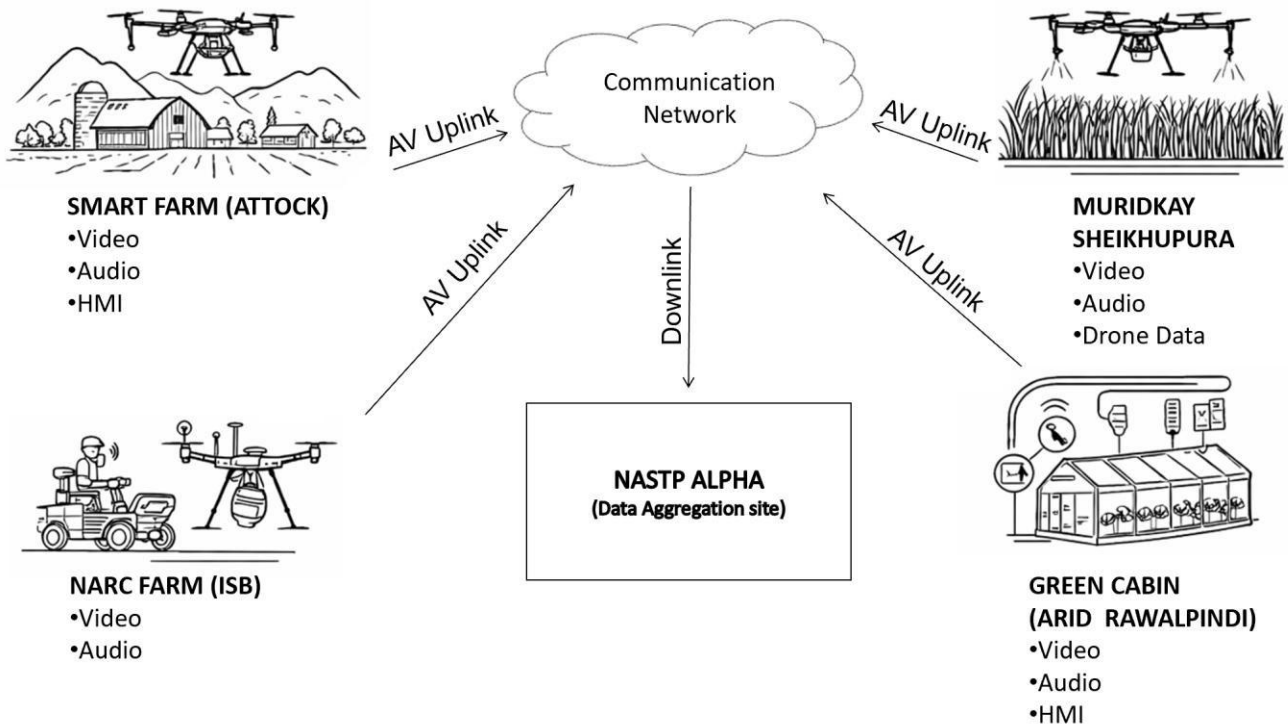 Communication
Network
AV Uplink
AV Uplink
SMART FARM (ATTOCK)
•Video
•Audio
•HMI
MURIDKAY
SHEIKHUPURA
•Video
•Audio
•Drone Data
AV Uplink
Downlink
AV Uplink
NASTP ALPHA
(Data Aggregation site)
NARC FARM (ISB)
•Video
•Audio
GREEN CABIN
(ARID RAWALPINDI)
•Video
•Audio
•HMI